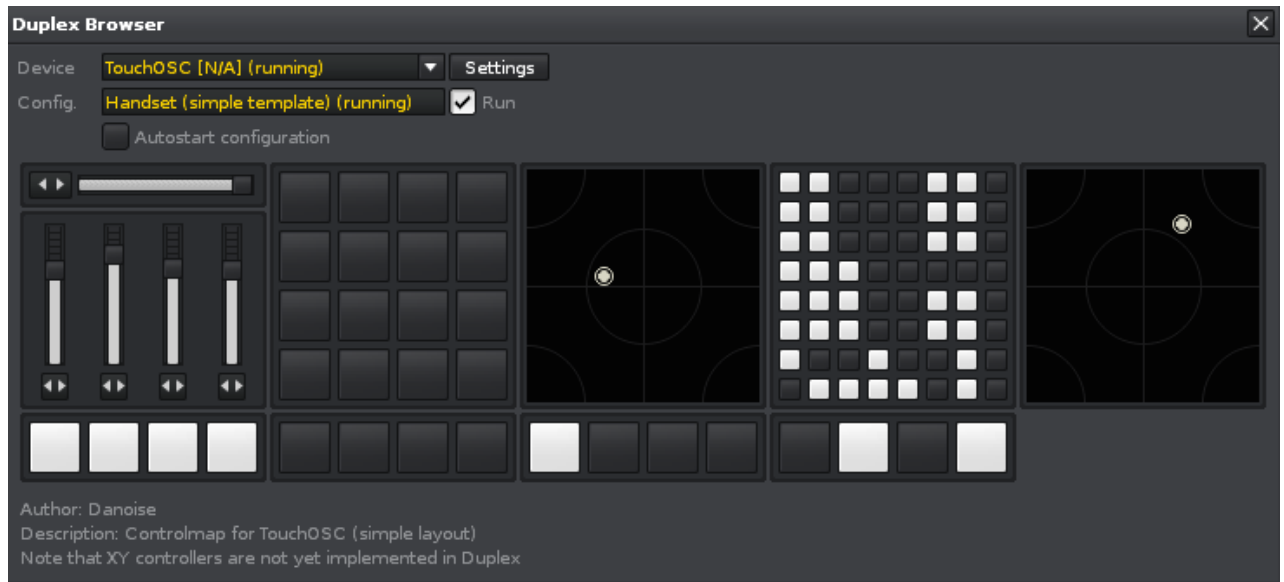 Duplex Browser
Device TouchOSC [N/A] (running) Settings
Config. Handset (simple template) (running) Run
Autostart configuration
Author: Danoise
Description: Controlmap for TouchOSC (simple layout)
Note that XY controllers are not yet implemented in Duplex